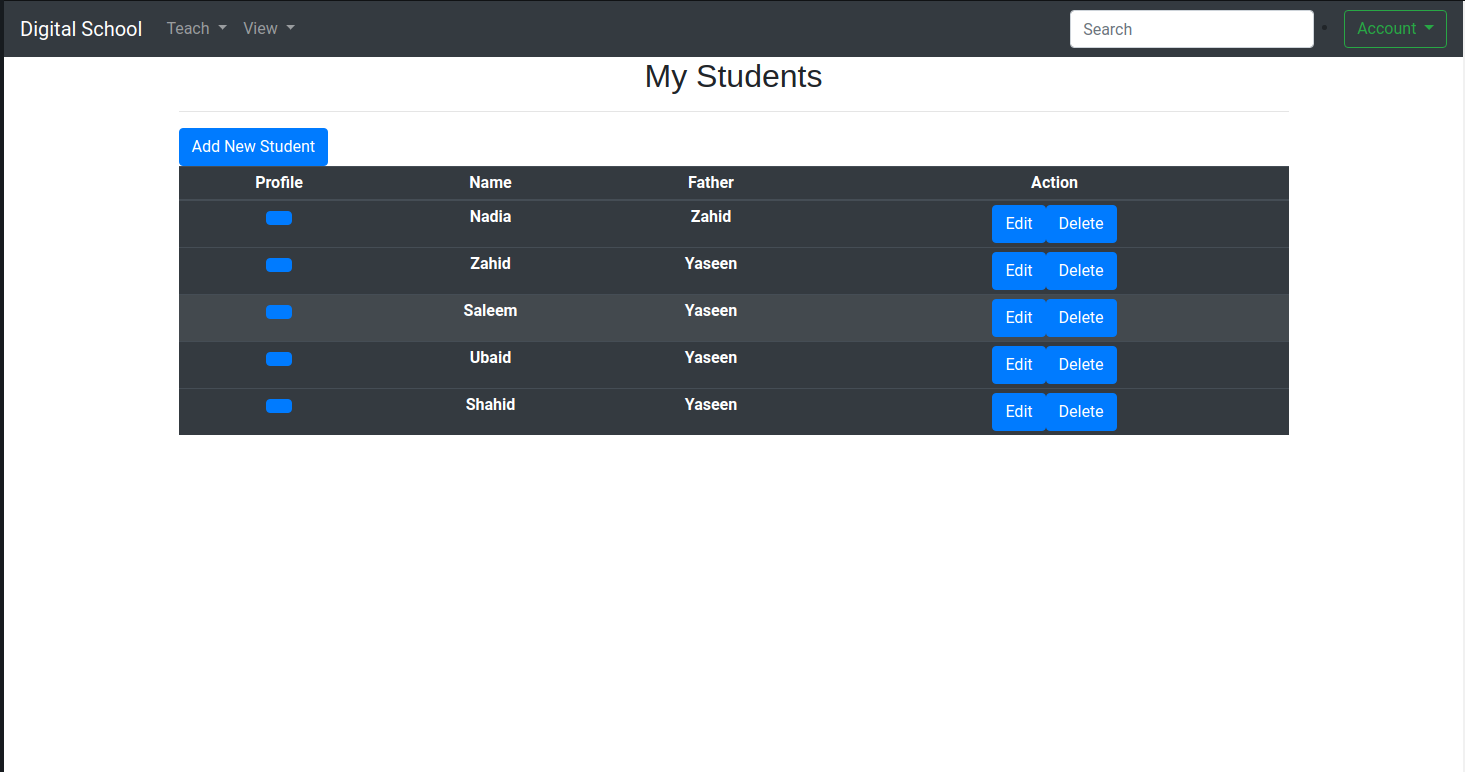 Digital School Teach View Search Account
My Students
Add New Student
Profile Name Father Action
Nadia Zahid Edit Delete
Zahid Yaseen Edit Delete
Saleem Yaseen Edit Delete
Ubaid Yaseen Edit Delete
Shahid Yaseen Edit Delete